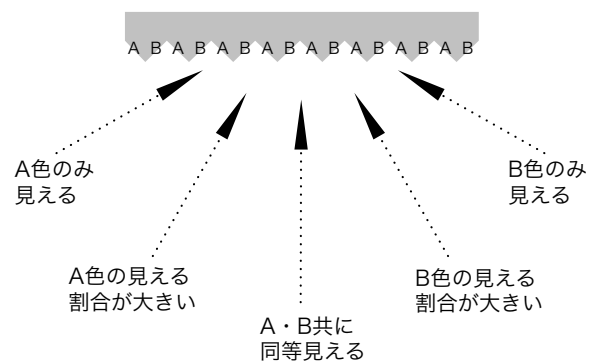 A B A B A B A B A B A B A B A B
A色のみ
見える
B色のみ
見える
A色の見える
割合が大きい
B色の見える
割合が大きい
A・B共に
同等見える